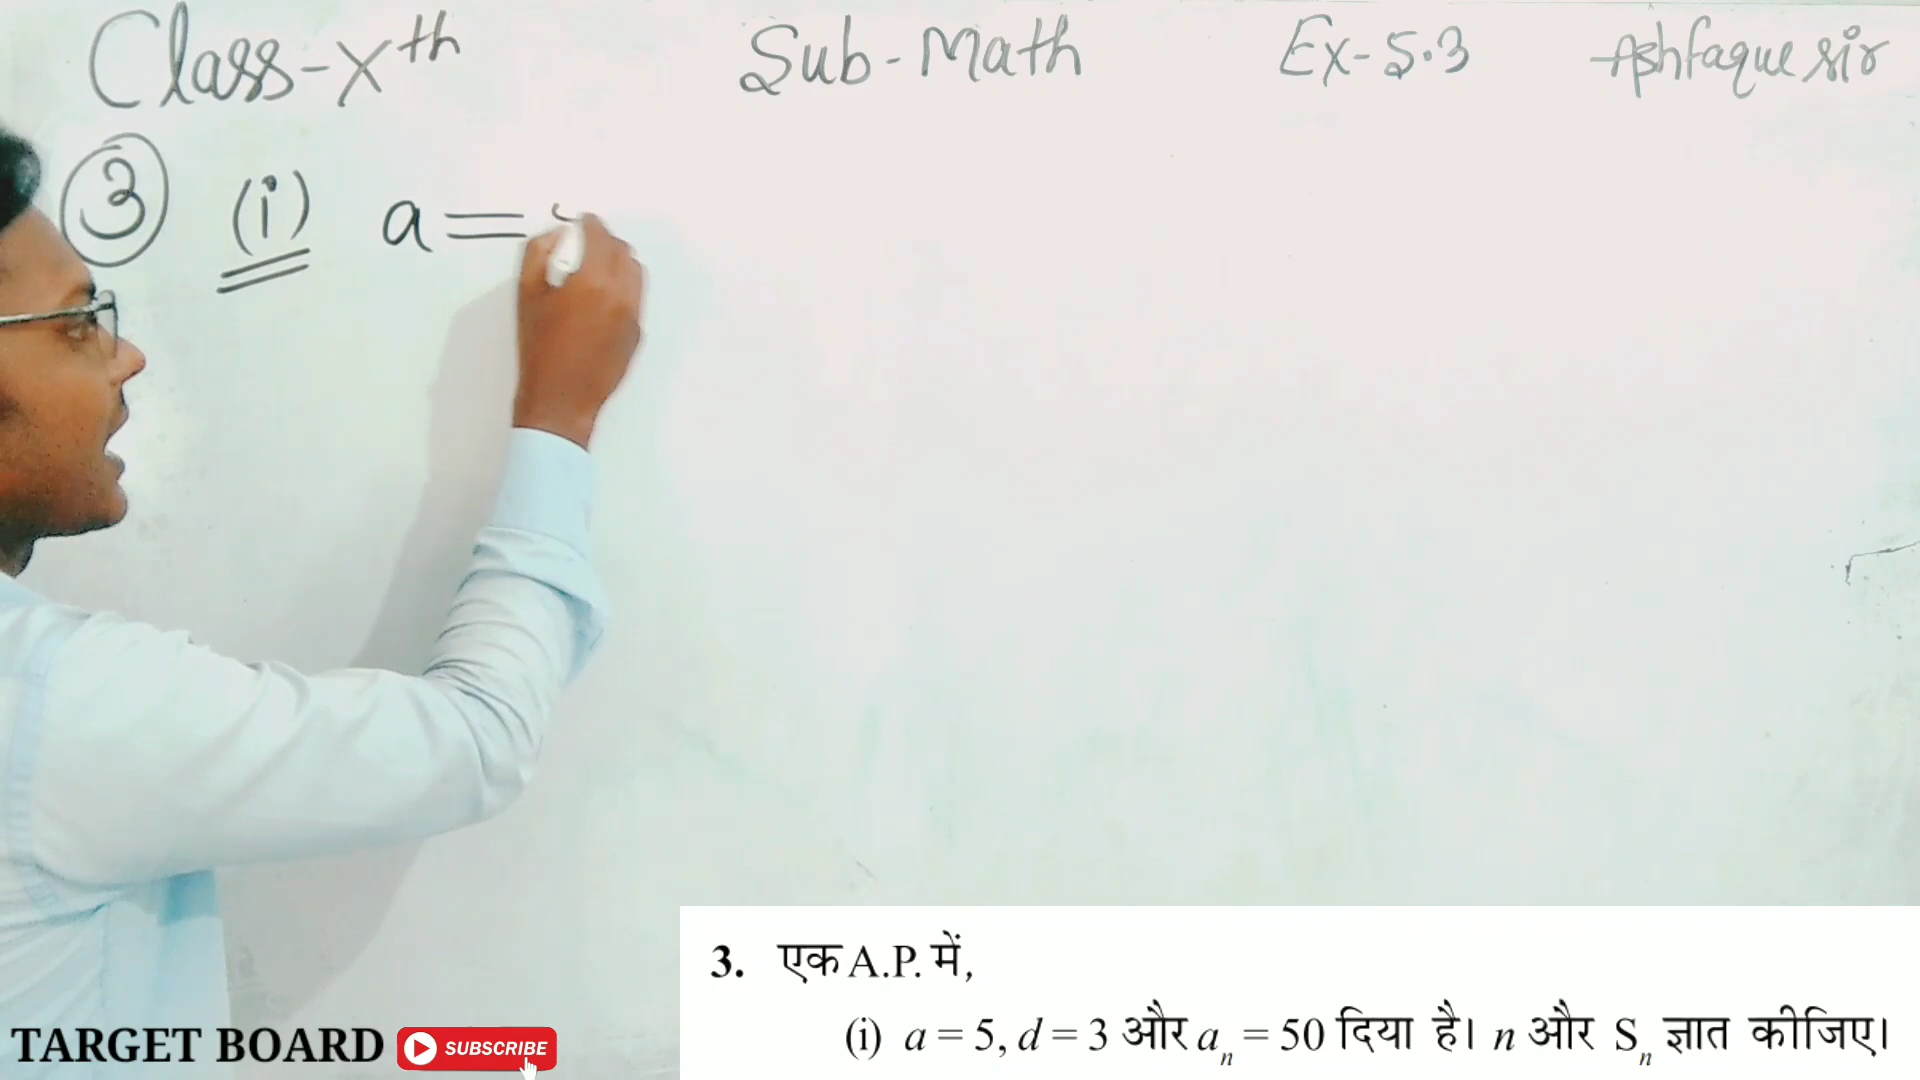 Class-Xth Sub-Math Ex-5.3 Ashfaque sir
3 (i) a =
3. एक A.P. में,
(i) a = 5, d = 3 और an = 50 दिया है। n और Sn ज्ञात कीजिए।
TARGET BOARD SUBSCRIBE